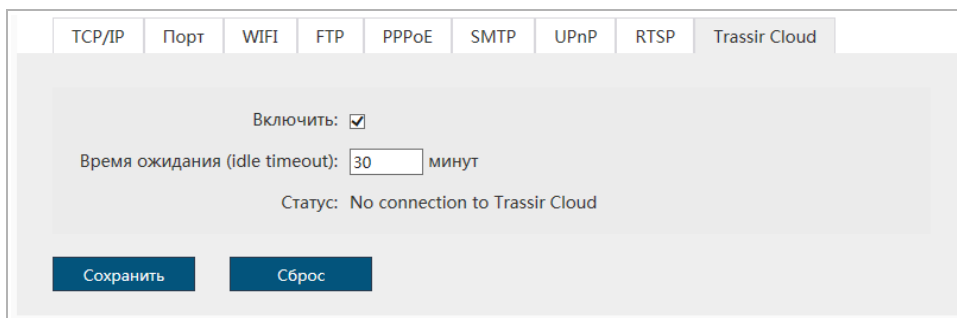 TCP/IP Порт WIFI FTP PPPoE SMTP UPnP RTSP Trassir Cloud
Включить:
Время ожидания (idle timeout): 30 минут
Статус: No connection to Trassir Cloud
Сохранить Сброс